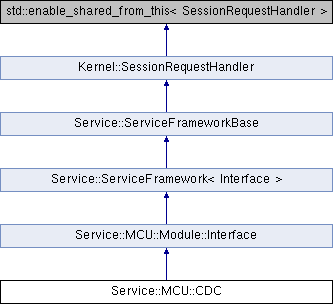 std::enable_shared_from_this< SessionRequestHandler >
Kernel::SessionRequestHandler
Service::ServiceFrameworkBase
Service::ServiceFramework< Interface >
Service::MCU::Module::Interface
Service::MCU::CDC